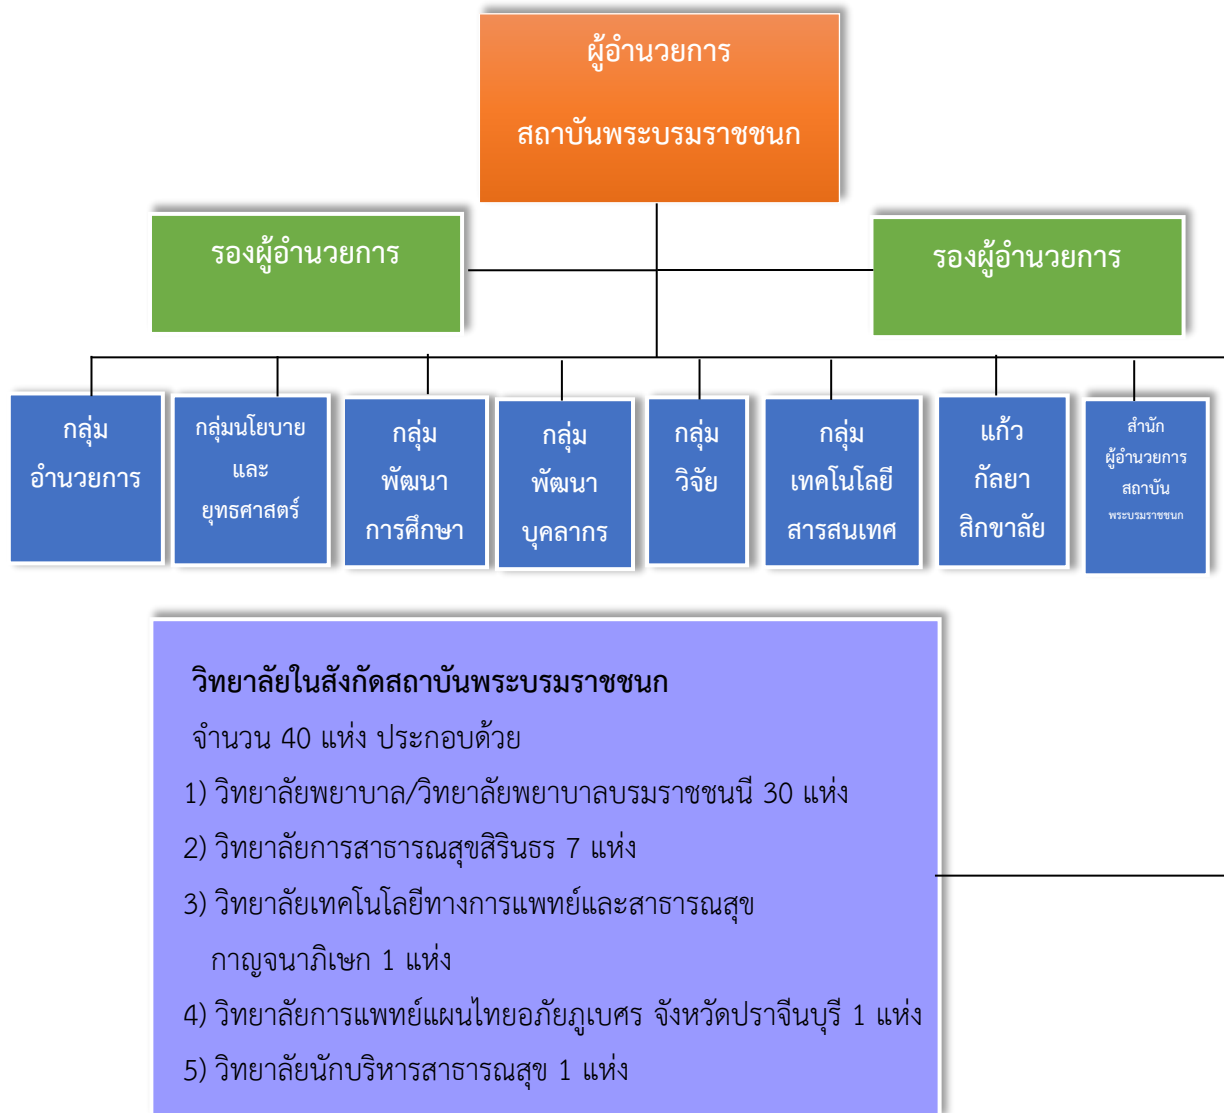 ผู้อำนวยการ
สถาบันพระบรมราชชนก
รองผู้อำนวยการ
รองผู้อำนวยการ
กลุ่ม
อำนวยการ
กลุ่มนโยบาย
และ
ยุทธศาสตร์
กลุ่ม
พัฒนา
การศึกษา
กลุ่ม
พัฒนา
บุคลากร
กลุ่ม
วิจัย
กลุ่ม
เทคโนโลยี
สารสนเทศ
แก้ว
กัลยา
สิกขาลัย
สำนัก
ผู้อำนวยการ
สถาบัน
พระบรมราชชนก
วิทยาลัยในสังกัดสถาบันพระบรมราชชนก
จำนวน 40 แห่ง ประกอบด้วย
1) วิทยาลัยพยาบาล/วิทยาลัยพยาบาลบรมราชชนนี 30 แห่ง
2) วิทยาลัยการสาธารณสุขสิรินธร 7 แห่ง
3) วิทยาลัยเทคโนโลยีทางการแพทย์และสาธารณสุข
กาญจนาภิเษก 1 แห่ง
4) วิทยาลัยการแพทย์แผนไทยอภัยภูเบศร จังหวัดปราจีนบุรี 1 แห่ง
5) วิทยาลัยนักบริหารสาธารณสุข 1 แห่ง